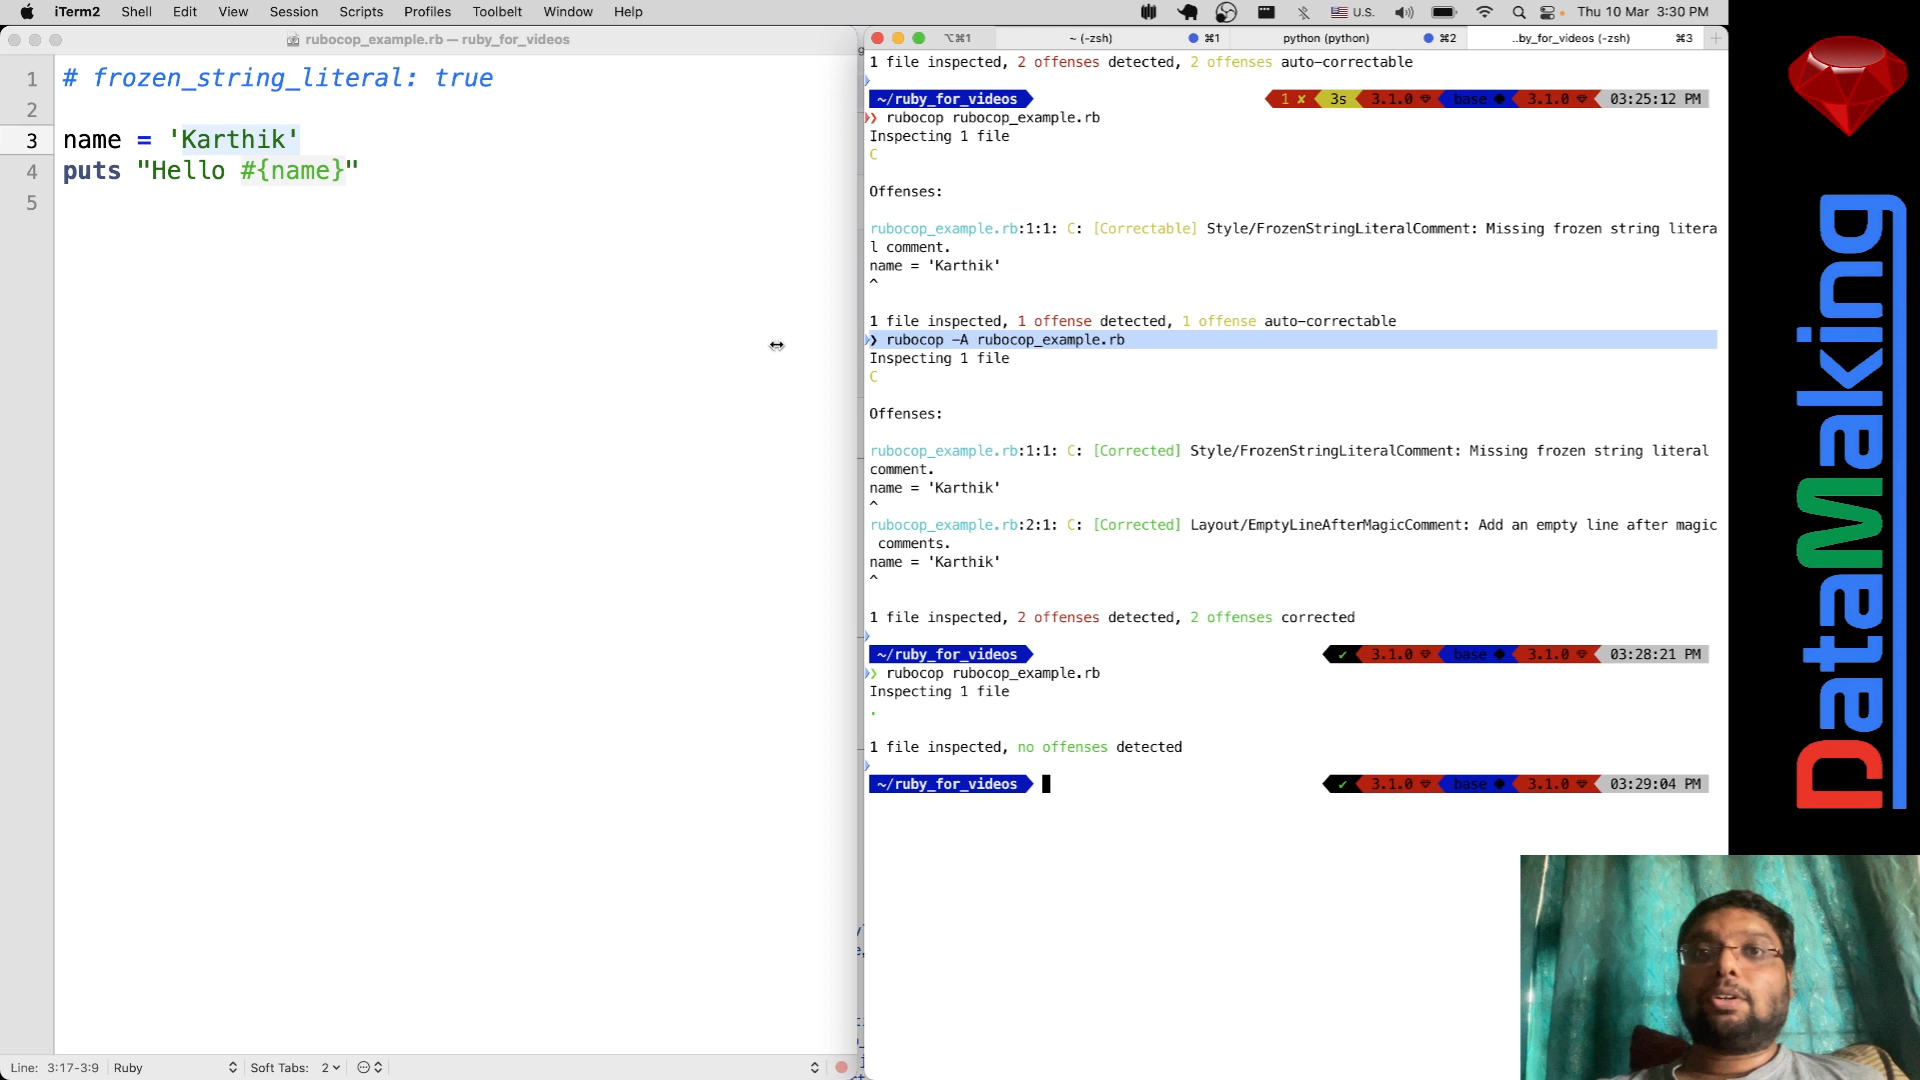 iTerm2 Shell Edit View Session Scripts Profiles Toolbelt Window Help U.S. Thu 10 Mar 3:30 PM
rubocop_example.rb — ruby_for_videos
1 # frozen_string_literal: true
2
3 name = 'Karthik'
4 puts "Hello #{name}"
5
Line: 3:17-3:9 Ruby Soft Tabs: 2
⌥⌘1 ~ (-zsh) ⌘1 python (python) ⌘2 ..by_for_videos (-zsh) ⌘3
1 file inspected, 2 offenses detected, 2 offenses auto-correctable
~/ruby_for_videos 1 ✘ 3s 3.1.0 base 3.1.0 03:25:12 PM
❯ rubocop rubocop_example.rb
Inspecting 1 file
C
Offenses:
rubocop_example.rb:1:1: C: [Correctable] Style/FrozenStringLiteralComment: Missing frozen string litera
l comment.
name = 'Karthik'
^
1 file inspected, 1 offense detected, 1 offense auto-correctable
❯ rubocop -A rubocop_example.rb
Inspecting 1 file
C
Offenses:
rubocop_example.rb:1:1: C: [Corrected] Style/FrozenStringLiteralComment: Missing frozen string literal
comment.
name = 'Karthik'
^
rubocop_example.rb:2:1: C: [Corrected] Layout/EmptyLineAfterMagicComment: Add an empty line after magic
comments.
name = 'Karthik'
^
1 file inspected, 2 offenses detected, 2 offenses corrected
~/ruby_for_videos ✔ 3.1.0 base 3.1.0 03:28:21 PM
❯ rubocop rubocop_example.rb
Inspecting 1 file
.
1 file inspected, no offenses detected
~/ruby_for_videos ✔ 3.1.0 base 3.1.0 03:29:04 PM
DataMaking